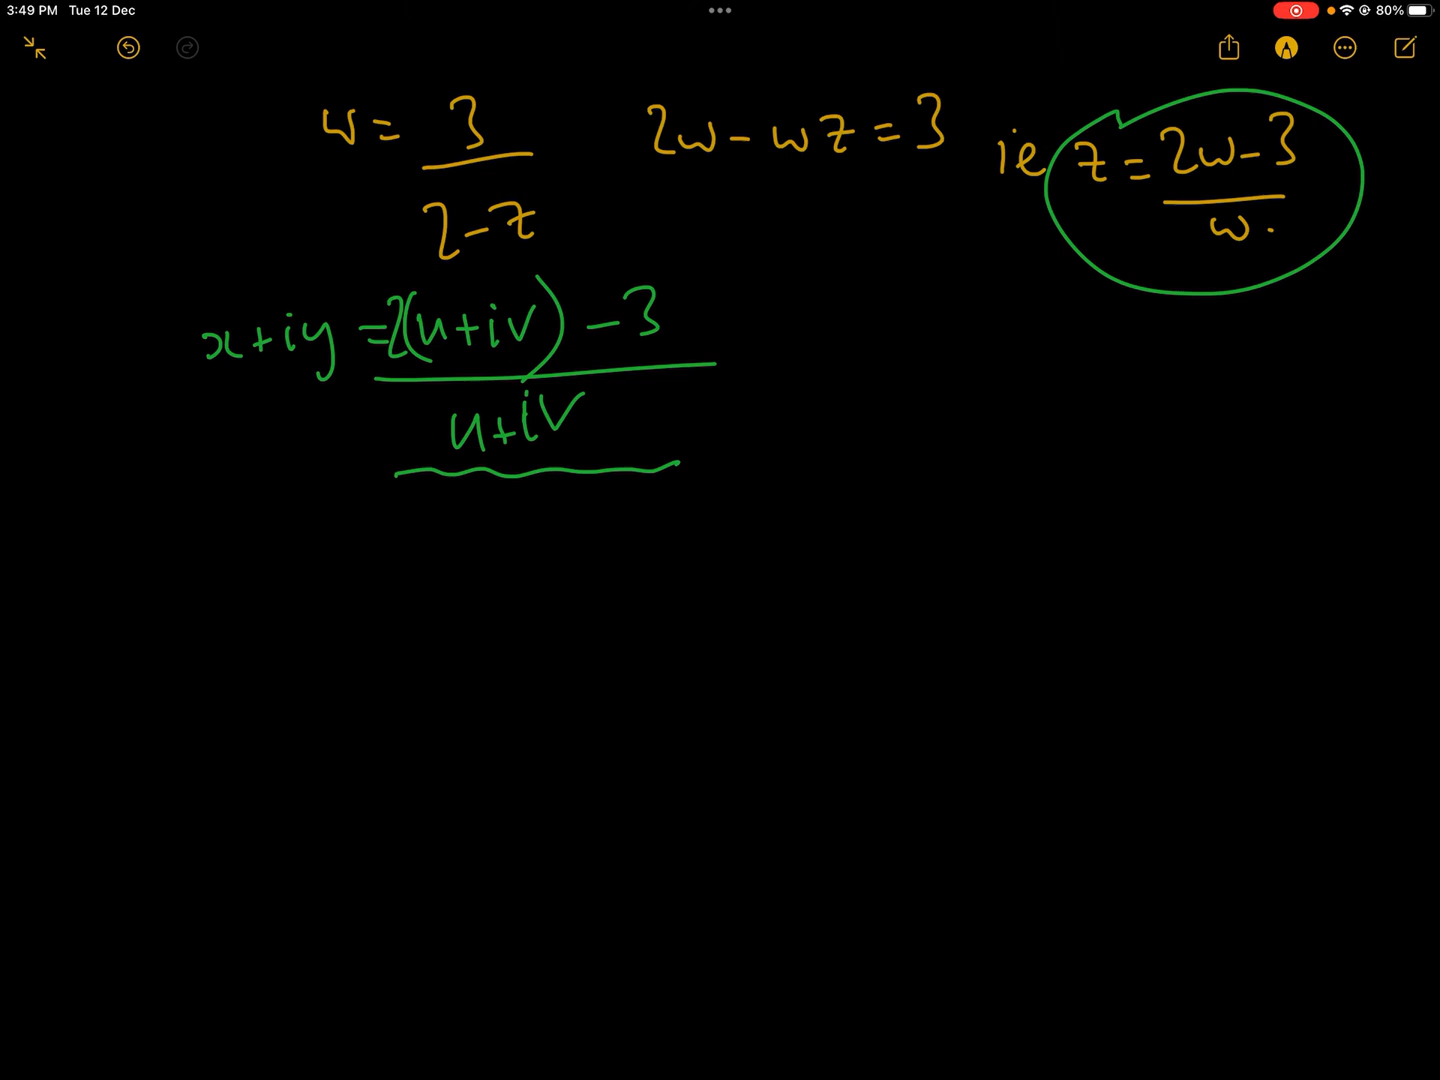 3:49 PM Tue 12 Dec
80%
w = 3 / 2 - z
2w - wz = 3
ie z = 2w - 3 / w.
x + iy = 2(u + iv) - 3 / u + iv